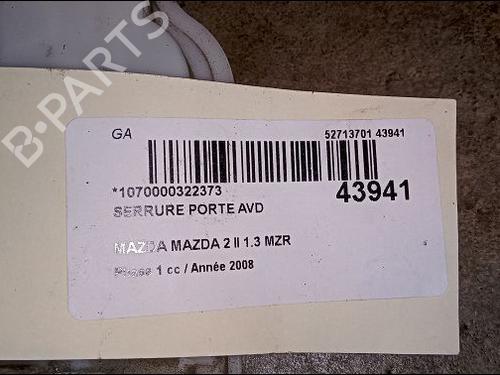 B-PARTS
GA
52713701 43941
*1070000322373
43941
SERRURE PORTE AVD
MAZDA MAZDA 2 II 1.3 MZR
Phase 1 cc / Année 2008